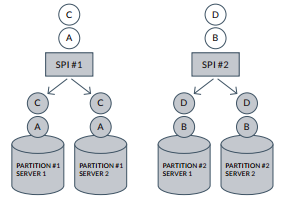 C
D
A
B
SPI #1
SPI #2
C
C
D
D
A
A
B
B
PARTITION #1
SERVER 1
PARTITION #1
SERVER 2
PARTITION #2
SERVER 1
PARTITION #2
SERVER 2